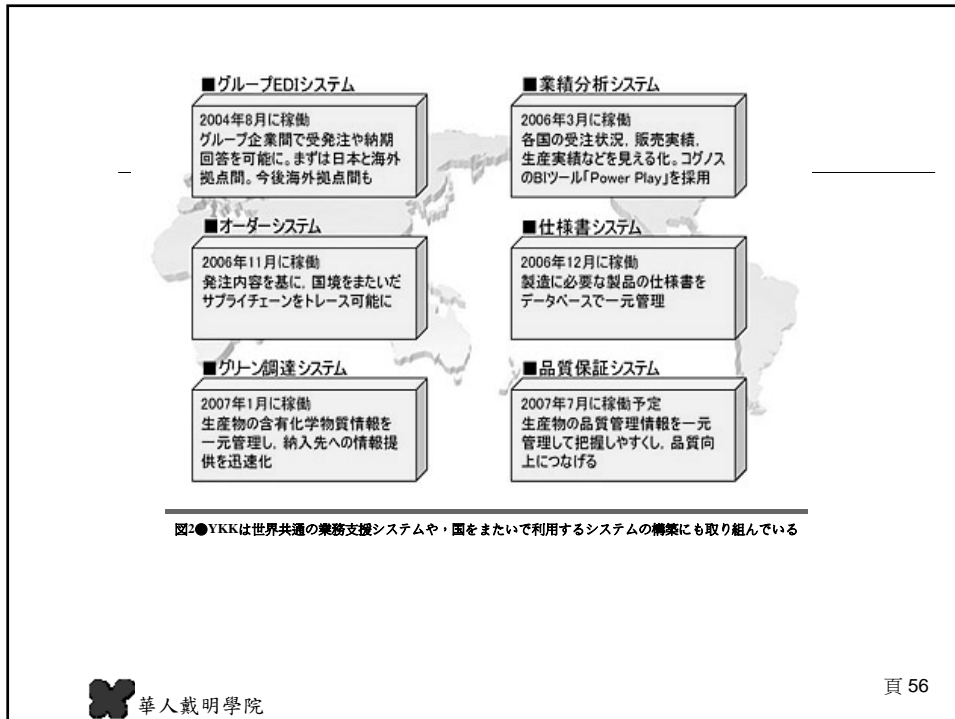 ■グループEDIシステム
2004年8月に稼働
グループ企業間で受発注や納期
回答を可能に。まずは日本と海外
拠点間。今後海外拠点間も
■業績分析システム
2006年3月に稼働
各国の受注状況，販売実績，
生産実績などを見える化。コグノス
のBIツール「Power Play」を採用
■オーダーシステム
2006年11月に稼働
発注内容を基に，国境をまたいだ
サプライチェーンをトレース可能に
■仕様書システム
2006年12月に稼働
製造に必要な製品の仕様書を
データベースで一元管理
■グリーン調達システム
2007年1月に稼働
生産物の含有化学物質情報を
一元管理し，納入先への情報提
供を迅速化
■品質保証システム
2007年7月に稼働予定
生産物の品質管理情報を一元
管理して把握しやすくし，品質向
上につなげる
図2●YKKは世界共通の業務支援システムや，国をまたいで利用するシステムの構築にも取り組んでいる
華人戴明學院
頁 56